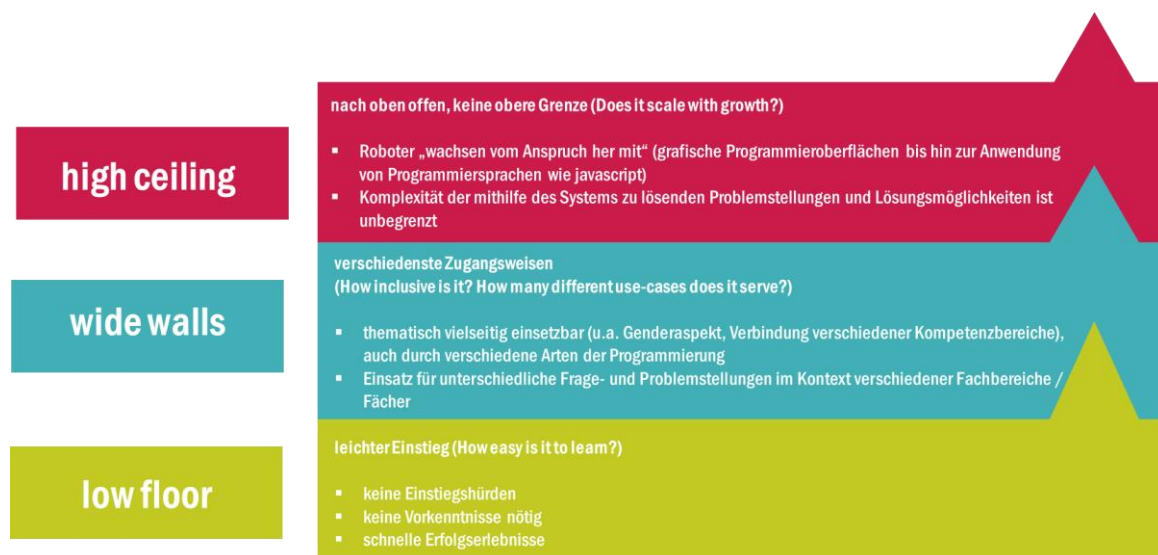 high ceiling
nach oben offen, keine obere Grenze (Does it scale with growth?)
▪ Roboter „wachsen vom Anspruch her mit“ (grafische Programmieroberflächen bis hin zur Anwendung
von Programmiersprachen wie javascript)
▪ Komplexität der mithilfe des Systems zu lösenden Problemstellungen und Lösungsmöglichkeiten ist
unbegrenzt
wide walls
verschiedenste Zugangsweisen
(How inclusive is it? How many different use-cases does it serve?)
▪ thematisch vielseitig einsetzbar (u.a. Genderaspekt, Verbindung verschiedener Kompetenzbereiche),
auch durch verschiedene Arten der Programmierung
▪ Einsatz für unterschiedliche Frage- und Problemstellungen im Kontext verschiedener Fachbereiche /
Fächer
low floor
leichter Einstieg (How easy is it to learn?)
▪ keine Einstiegshürden
▪ keine Vorkenntnisse nötig
▪ schnelle Erfolgserlebnisse